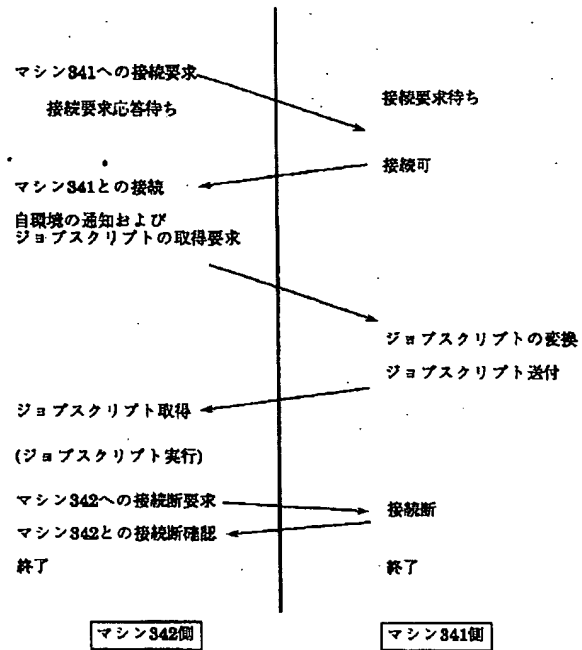 マシン341への接続要求
接続要求応答待ち
接続要求待ち
接続可
マシン341との接続
自環境の通知および
ジョブスクリプトの取得要求
ジョブスクリプトの変換
ジョブスクリプト送付
ジョブスクリプト取得
(ジョブスクリプト実行)
マシン342への接続断要求
接続断
マシン342との接続断確認
終了
終了
マシン342側
マシン341側